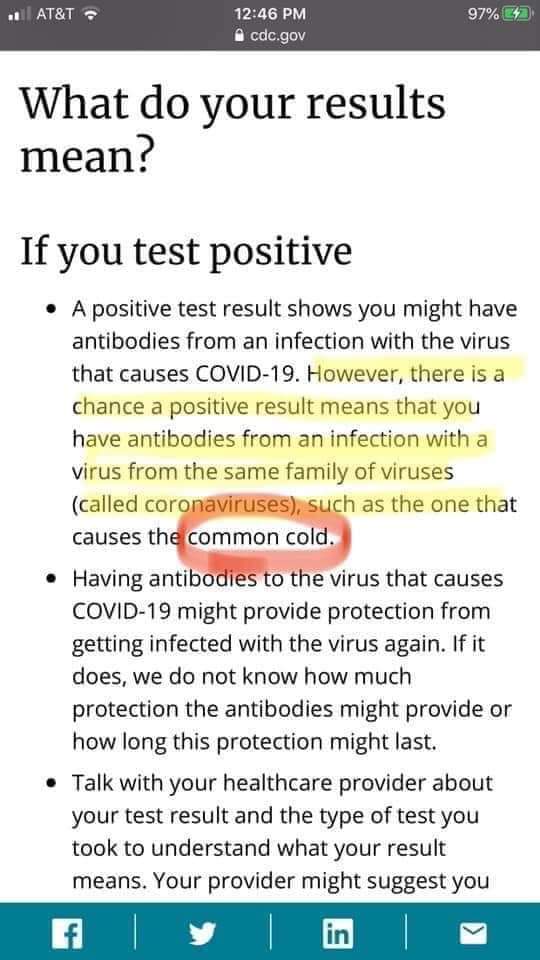 AT&T 12:46 PM 97%
cdc.gov
What do your results
mean?
If you test positive
• A positive test result shows you might have
antibodies from an infection with the virus
that causes COVID-19. However, there is a
chance a positive result means that you
have antibodies from an infection with a
virus from the same family of viruses
(called coronaviruses), such as the one that
causes the common cold.
• Having antibodies to the virus that causes
COVID-19 might provide protection from
getting infected with the virus again. If it
does, we do not know how much
protection the antibodies might provide or
how long this protection might last.
• Talk with your healthcare provider about
your test result and the type of test you
took to understand what your result
means. Your provider might suggest you